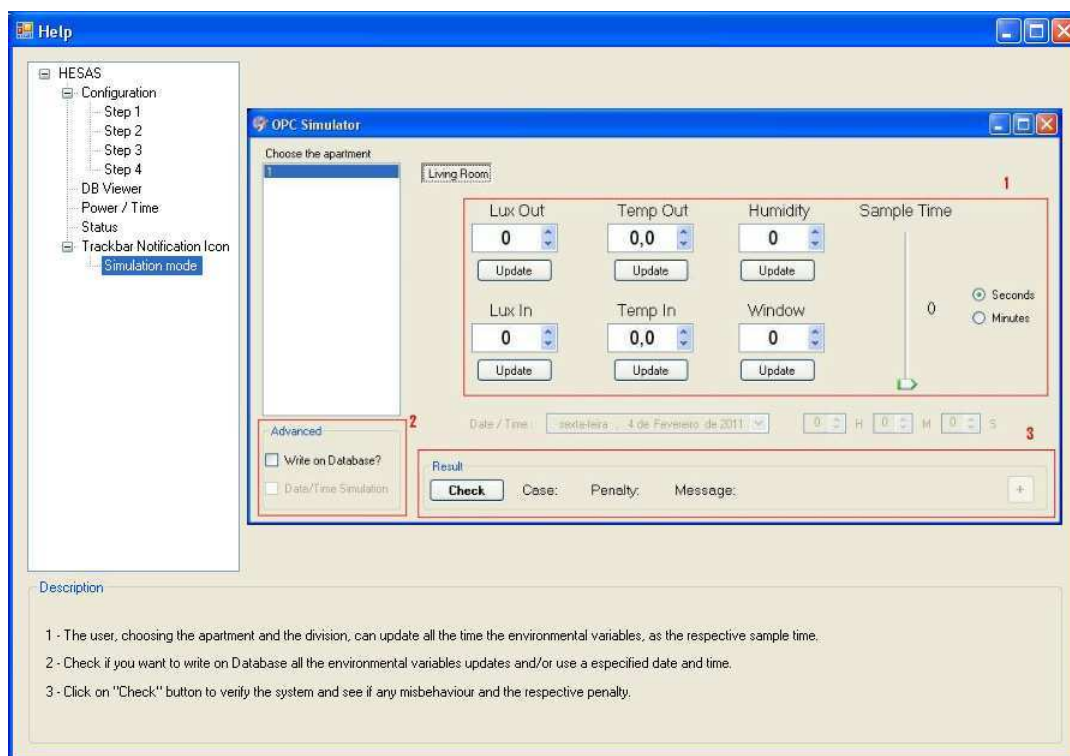 Help
HESAS
Configuration
Step 1
Step 2
Step 3
Step 4
DB Viewer
Power / Time
Status
Trackbar Notification Icon
Simulation mode
OPC Simulator
Choose the apartment
1
Living Room
1
Lux Out
Temp Out
Humidity
Sample Time
0
0,0
0
Update
Update
Update
Lux In
Temp In
Window
0
Seconds
Minutes
0
0,0
0
Update
Update
Update
2
Advanced
Write on Database?
Date/Time Simulation
Date / Time :
sexta-feira , 4 de Fevereiro de 2011
0 H 0 M 0 S
3
Result
Check Case: Penalty: Message: +
Description
1 - The user, choosing the apartment and the division, can update all the time the environmental variables, as the respective sample time.
2 - Check if you want to write on Database all the environmental variables updates and/or use a especified date and time.
3 - Click on "Check" button to verify the system and see if any misbehaviour and the respective penalty.